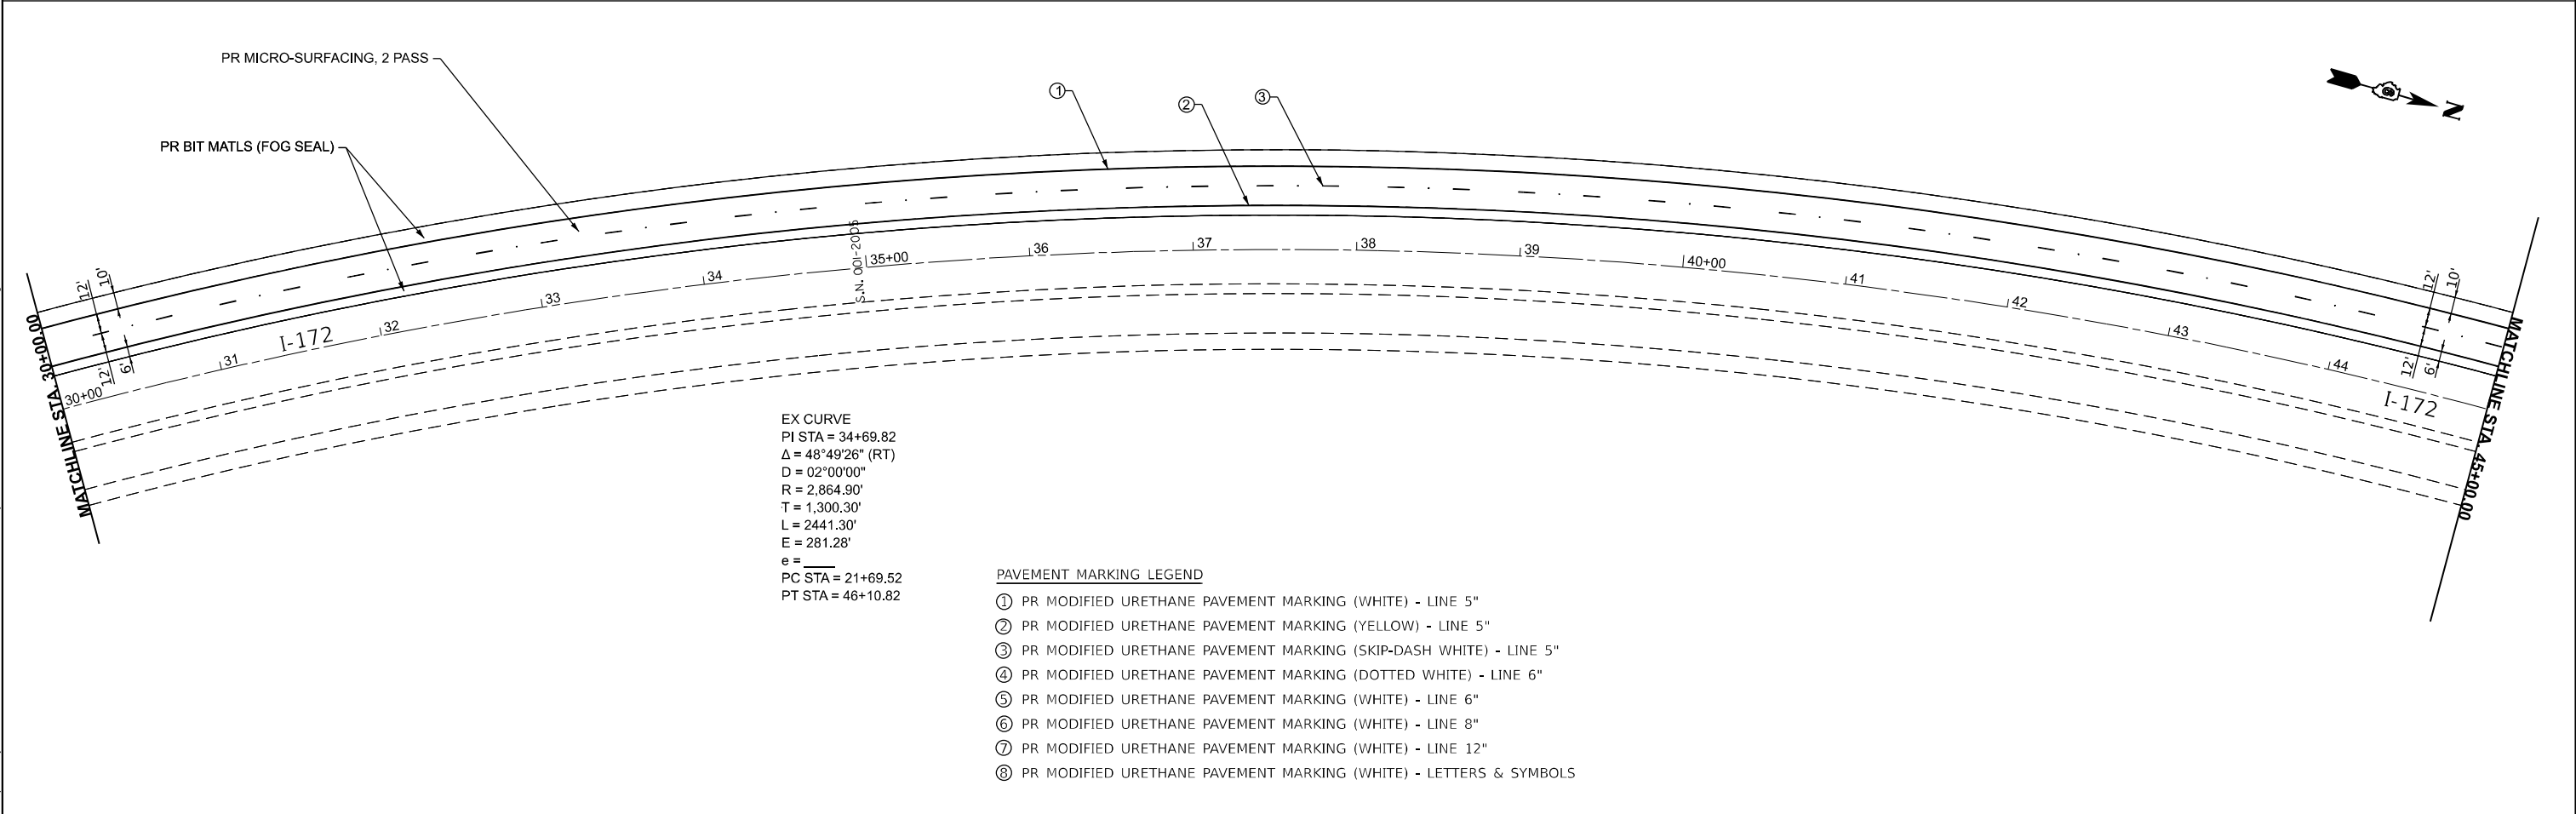 PR MICRO-SURFACING, 2 PASS
PR BIT MATLS (FOG SEAL)
1
2
3
N
MATCHLINE STA. 30+00.00
12'
10'
12'
6'
30+00
31
I-172
32
33
34
S.N. 001-2005
35+00
36
37
38
39
40+00
41
42
43
44
I-172
12'
10'
12'
6'
MATCHLINE STA. 45+00.00
EX CURVE
PI STA = 34+69.82
Δ = 48°49'26" (RT)
D = 02°00'00"
R = 2,864.90'
T = 1,300.30'
L = 2441.30'
E = 281.28'
e = ____
PC STA = 21+69.52
PT STA = 46+10.82
PAVEMENT MARKING LEGEND
1 PR MODIFIED URETHANE PAVEMENT MARKING (WHITE) - LINE 5"
2 PR MODIFIED URETHANE PAVEMENT MARKING (YELLOW) - LINE 5"
3 PR MODIFIED URETHANE PAVEMENT MARKING (SKIP-DASH WHITE) - LINE 5"
4 PR MODIFIED URETHANE PAVEMENT MARKING (DOTTED WHITE) - LINE 6"
5 PR MODIFIED URETHANE PAVEMENT MARKING (WHITE) - LINE 6"
6 PR MODIFIED URETHANE PAVEMENT MARKING (WHITE) - LINE 8"
7 PR MODIFIED URETHANE PAVEMENT MARKING (WHITE) - LINE 12"
8 PR MODIFIED URETHANE PAVEMENT MARKING (WHITE) - LETTERS & SYMBOLS